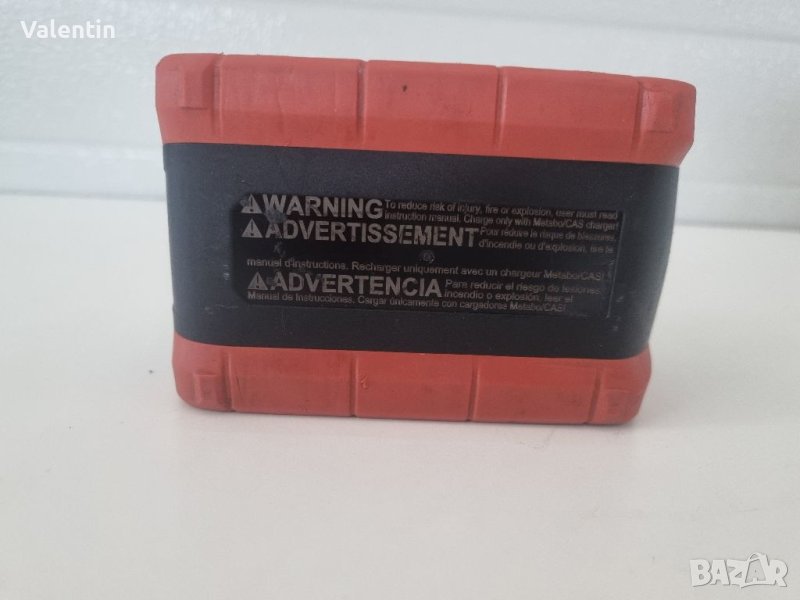 Valentin
WARNING To reduce risk of injury, fire or explosion, user must read
instruction manual. Charge only with Metabo/CAS charger!
ADVERTISSEMENT Pour réduire le risque de blessures,
d'incendie ou d'explosion, lire le
manuel d'instructions. Recharger uniquement avec un chargeur Metabo/CAS!
ADVERTENCIA Para reducir el riesgo de lesiones,
incendio o explosión, leer el
Manual de Instrucciones. Cargar únicamente con cargadores Metabo/CAS!
BAZAR